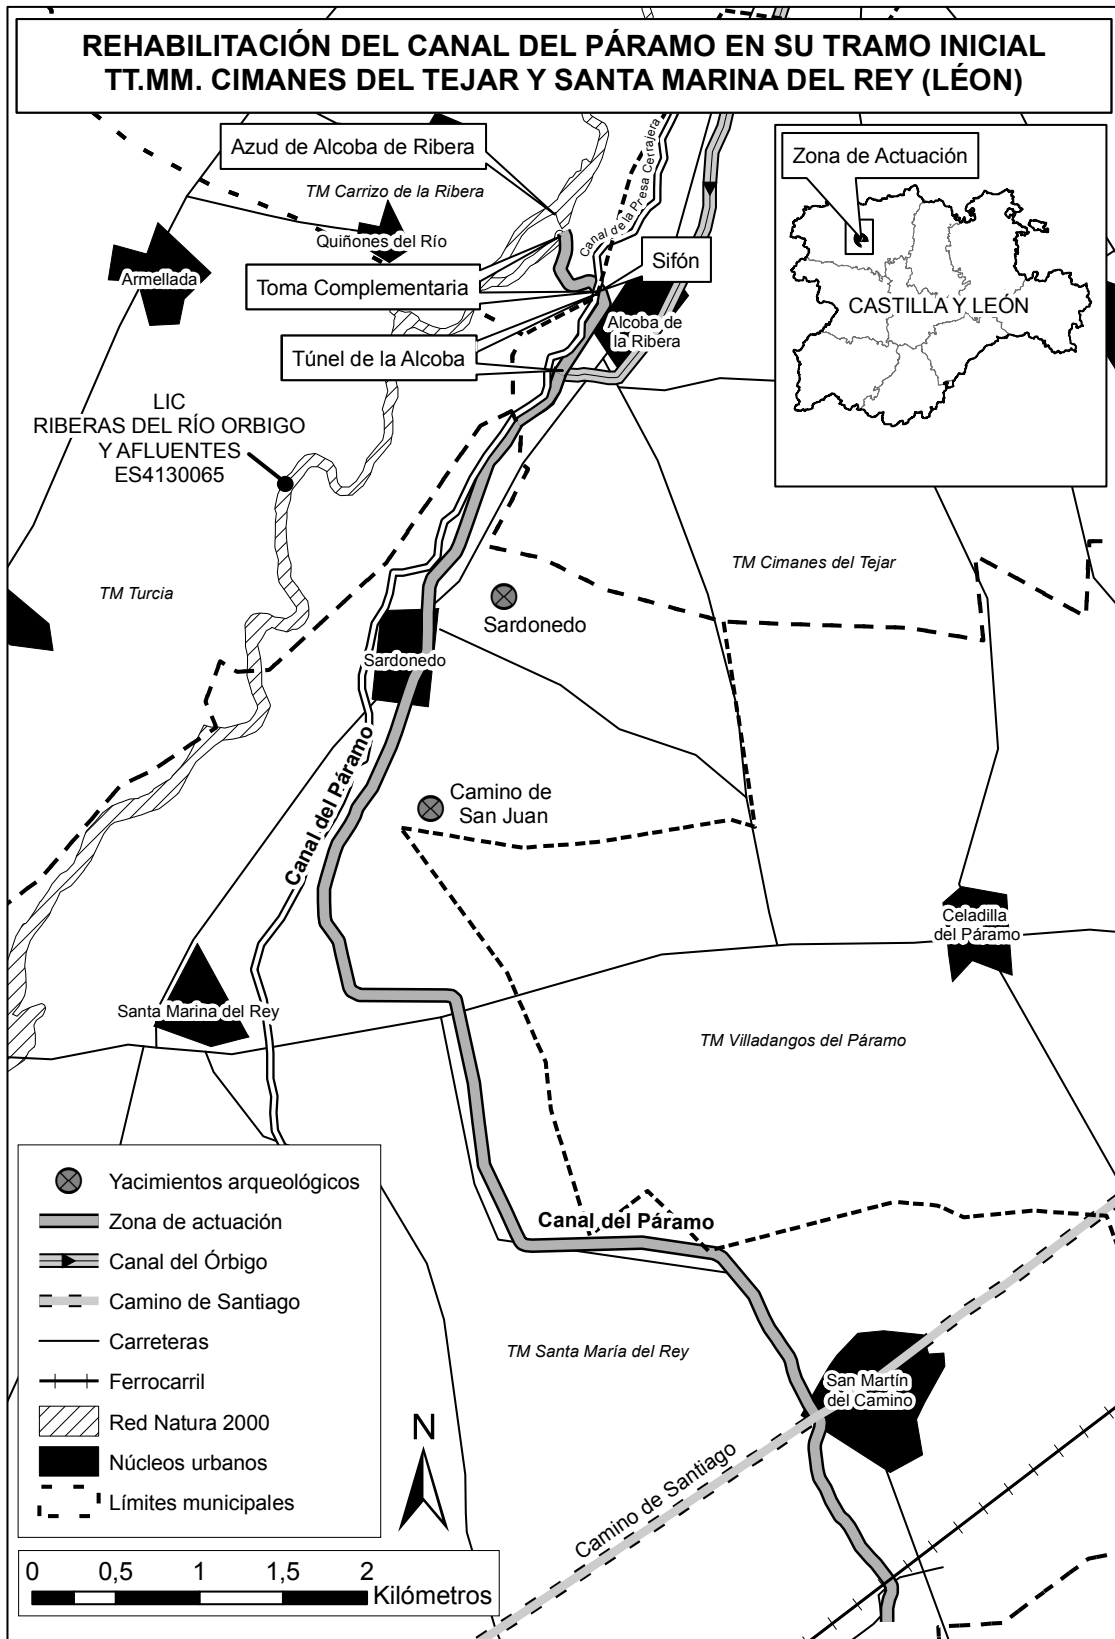 REHABILITACIÓN DEL CANAL DEL PÁRAMO EN SU TRAMO INICIAL
TT.MM. CIMANES DEL TEJAR Y SANTA MARINA DEL REY (LÉON)
Azud de Alcoba de Ribera
Canal de la Presa Cerrajera
Zona de Actuación
TM Carrizo de la Ribera
Quiñones del Río
Sifón
Armellada
Toma Complementaria
CASTILLA Y LEÓN
Alcoba de
la Ribera
Túnel de la Alcoba
LIC
RIBERAS DEL RÍO ORBIGO
Y AFLUENTES
ES4130065
TM Cimanes del Tejar
TM Turcia
Sardonedo
Sardonedo
Canal del Páramo
Camino de
San Juan
Celadilla
del Páramo
Santa Marina del Rey
TM Villadangos del Páramo
Canal del Páramo
TM Santa María del Rey
San Martín
del Camino
Camino de Santiago
Yacimientos arqueológicos
Zona de actuación
Canal del Órbigo
Camino de Santiago
Carreteras
Ferrocarril
Red Natura 2000
Núcleos urbanos
Límites municipales
N
0 0,5 1 1,5 2
Kilómetros